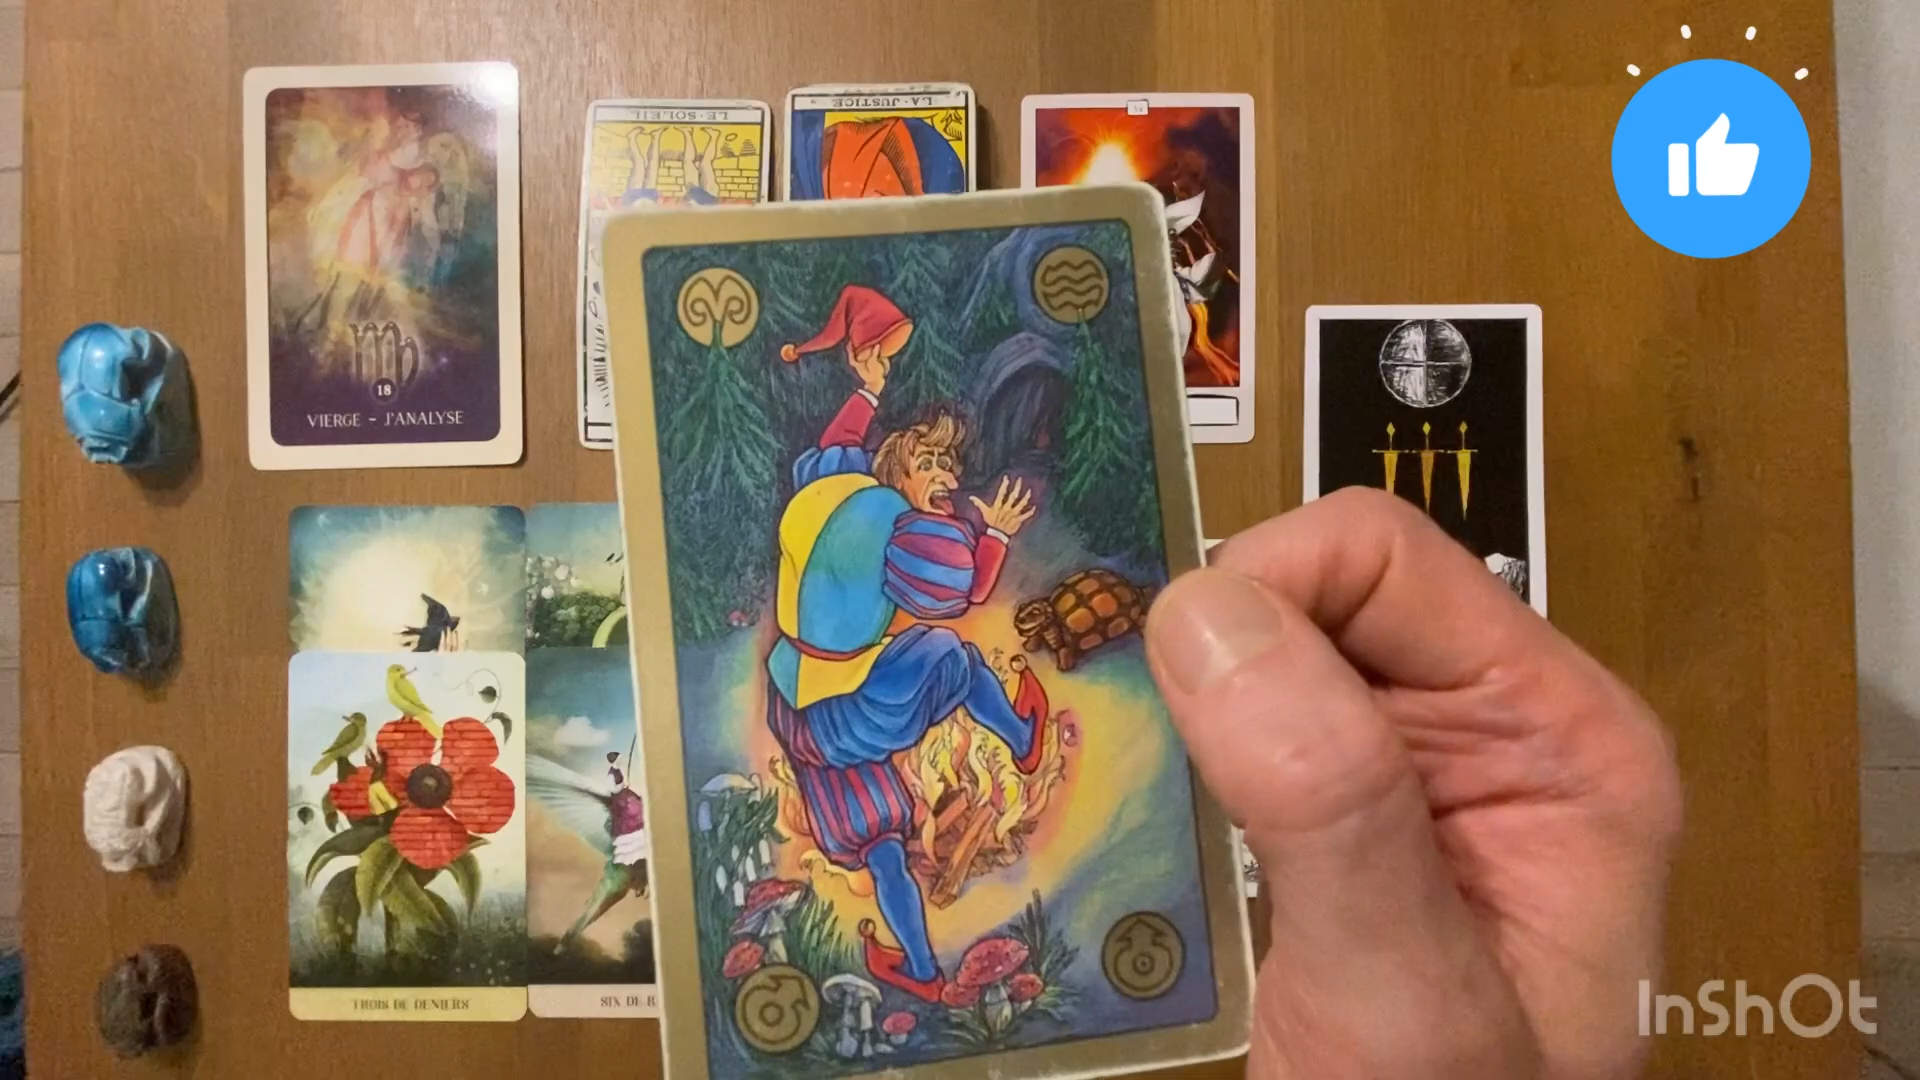 LE·SOLEIL
LA·JUSTICE
18
VIERGE – J'ANALYSE
TROIS DE DENIERS
SIX DE
InShOt